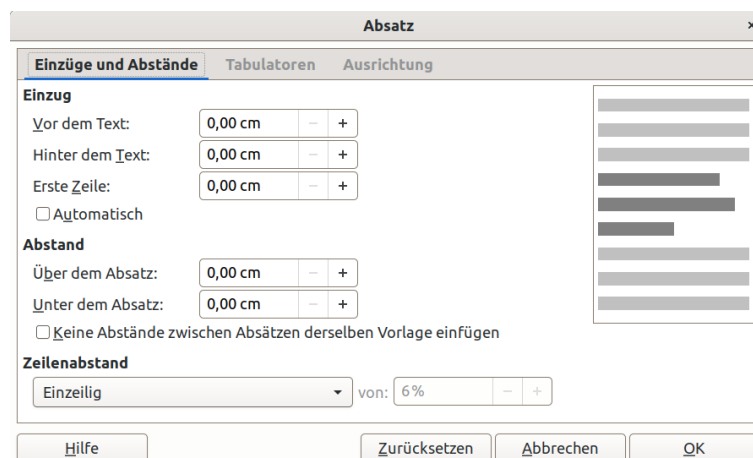 Absatz
Einzüge und Abstände Tabulatoren Ausrichtung
Einzug
Vor dem Text: 0,00 cm − +
Hinter dem Text: 0,00 cm − +
Erste Zeile: 0,00 cm − +
Automatisch
Abstand
Über dem Absatz: 0,00 cm − +
Unter dem Absatz: 0,00 cm − +
Keine Abstände zwischen Absätzen derselben Vorlage einfügen
Zeilenabstand
Einzeilig von: 6% − +
Hilfe Zurücksetzen Abbrechen OK